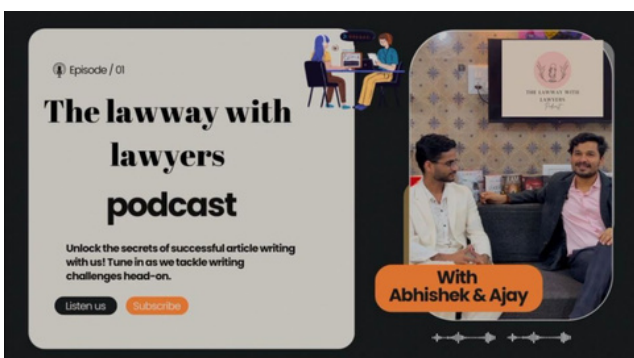 Episode / 01
The lawway with
lawyers
podcast
Unlock the secrets of successful article writing
with us! Tune in as we tackle writing
challenges head-on.
Listen us
Subscribe
THE LAWWAY WITH
LAWYERS
Podcast
With
Abhishek & Ajay